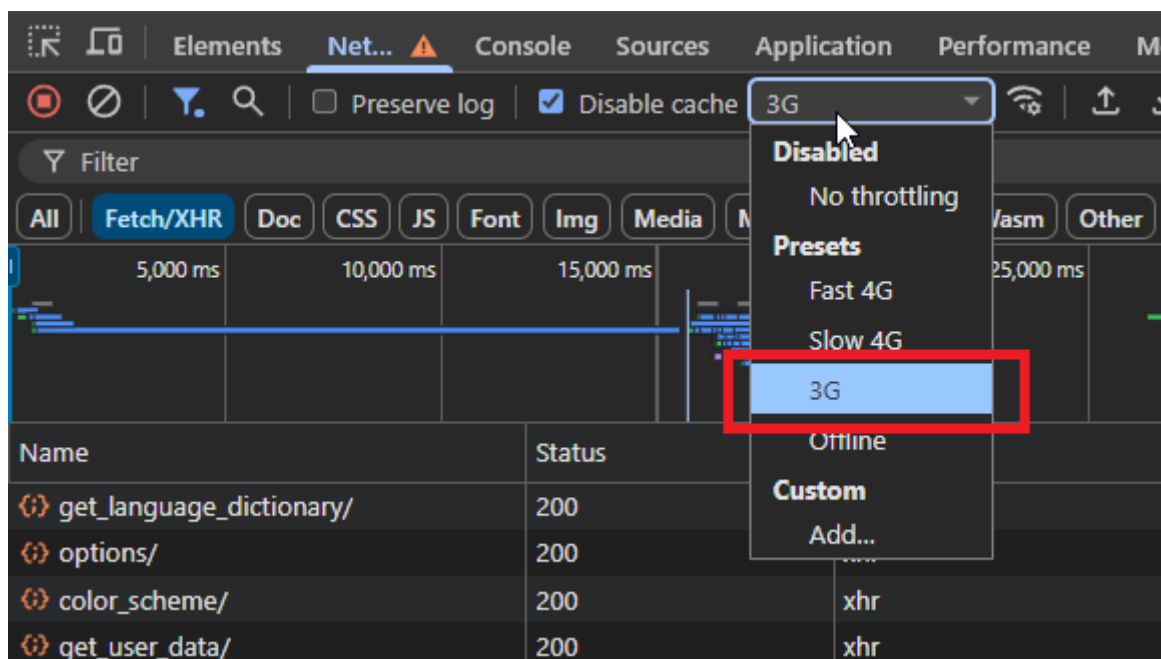 Elements Net... Console Sources Application Performance
Preserve log Disable cache 3G
Filter
Disabled
No throttling
All Fetch/XHR Doc CSS JS Font Img Media Other
Presets
5,000 ms 10,000 ms 15,000 ms 25,000 ms
Fast 4G
Slow 4G
3G
Offline
Name Status
Custom
get_language_dictionary/ 200
Add...
options/ 200
color_scheme/ 200 xhr
get_user_data/ 200 xhr